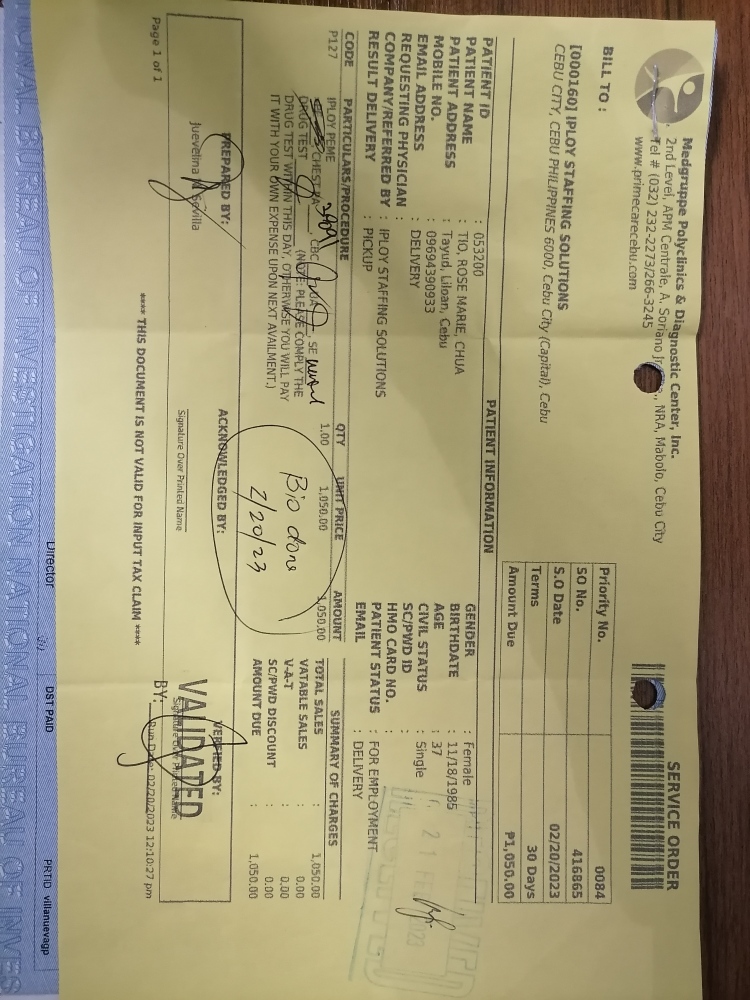 Medgruppe Polyclinics & Diagnostic Center, Inc.
2nd Level, APM Centrale, A. Soriano NRA, Mabolo, Cebu City
Tel # (032) 232-2273/266-3245
www.primecarecebu.com
SERVICE ORDER
BILL TO :
[000160] IPLOY STAFFING SOLUTIONS
CEBU CITY, CEBU PHILIPPINES 6000, Cebu City (Capital), Cebu
Priority No. 0084
SO No. 416865
S.O Date 02/20/2023
Terms 30 Days
Amount Due ₱1,050.00
PATIENT INFORMATION
PATIENT ID : 053200
PATIENT NAME : TIO, ROSE MARIE, CHUA
PATIENT ADDRESS : Tayud, Liloan, Cebu
MOBILE NO. : 09694390933
EMAIL ADDRESS : DELIVERY
REQUESTING PHYSICIAN :
COMPANY/REFERRED BY : IPLOY STAFFING SOLUTIONS
RESULT DELIVERY : PICKUP
GENDER : Female
BIRTHDATE : 11/18/1985
AGE : 37
CIVIL STATUS : Single
SC/PWD ID :
HMO CARD NO. :
PATIENT STATUS : FOR EMPLOYMENT
EMAIL : DELIVERY
CODE PARTICULARS/PROCEDURE QTY UNIT PRICE AMOUNT
P127 IPLOY PEME 1.00 1,050.00 1,050.00
CHEST CBC SE
DRUG TEST (NOTE: PLEASE COMPLY THE
DRUG TEST WITHIN THIS DAY, OTHERWISE YOU WILL PAY
IT WITH YOUR OWN EXPENSE UPON NEXT AVAILMENT.)
Bio done
2/20/23
SUMMARY OF CHARGES
TOTAL SALES : 1,050.00
VATABLE SALES : 0.00
V-A-T : 0.00
SC/PWD DISCOUNT : 0.00
AMOUNT DUE : 1,050.00
PREPARED BY:
Juevelina Sevilla
ACKNOWLEDGED BY:
Signature Over Printed Name
VERIFIED BY:
Signature Over Printed Name
VALIDATED
BY:
Run Date: 02/20/2023 12:10:27 pm
Page 1 of 1
**** THIS DOCUMENT IS NOT VALID FOR INPUT TAX CLAIM ****
Director
DST PAID
PRTID villanuevagp
NATIONAL BUREAU OF INVESTIGATION NATIONAL BUREAU OF INVES